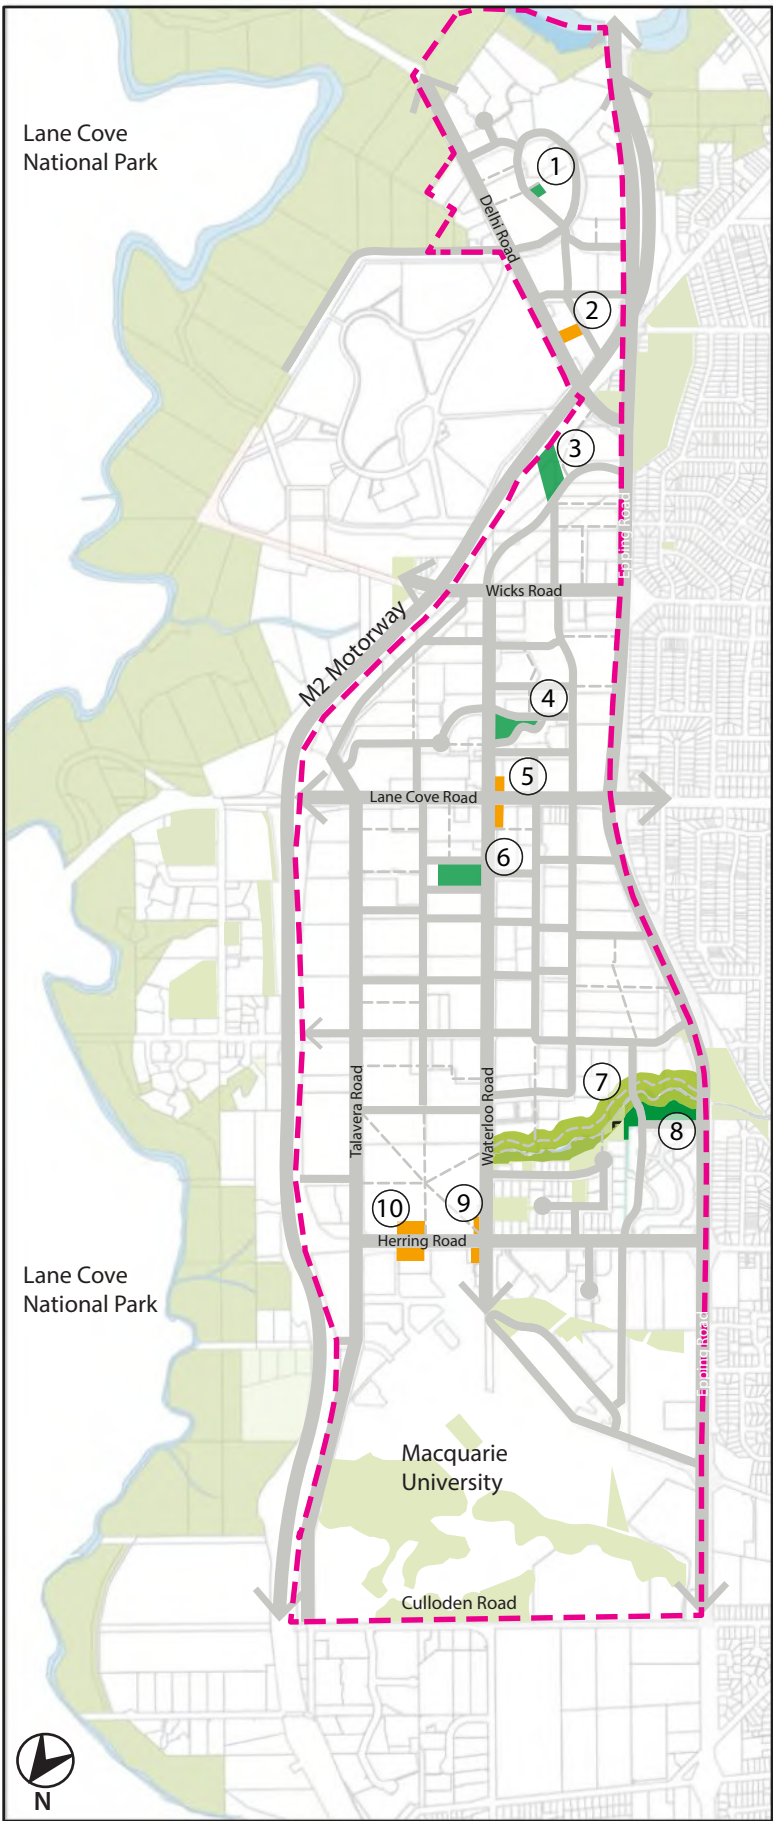 Lane Cove
National Park
1
Delhi Road
2
3
Epping Road
Wicks Road
M2 Motorway
4
5
Lane Cove Road
6
7
Talavera Road
Waterloo Road
8
9
10
Herring Road
Lane Cove
National Park
Epping Road
Macquarie
University
Culloden Road
N